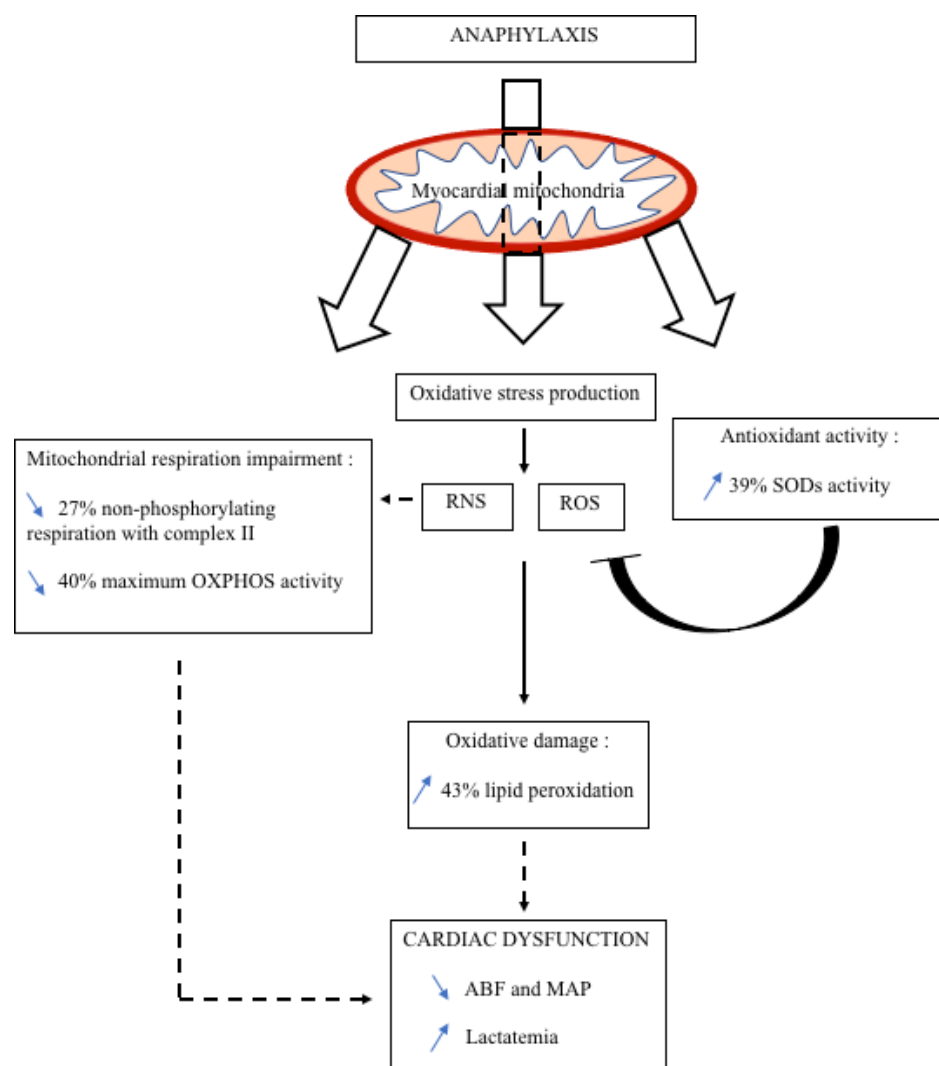 ANAPHYLAXIS
Myocardial mitochondria
Oxidative stress production
Mitochondrial respiration impairment :
27% non-phosphorylating
respiration with complex II
40% maximum OXPHOS activity
RNS
ROS
Antioxidant activity :
39% SODs activity
Oxidative damage :
43% lipid peroxidation
CARDIAC DYSFUNCTION
ABF and MAP
Lactatemia